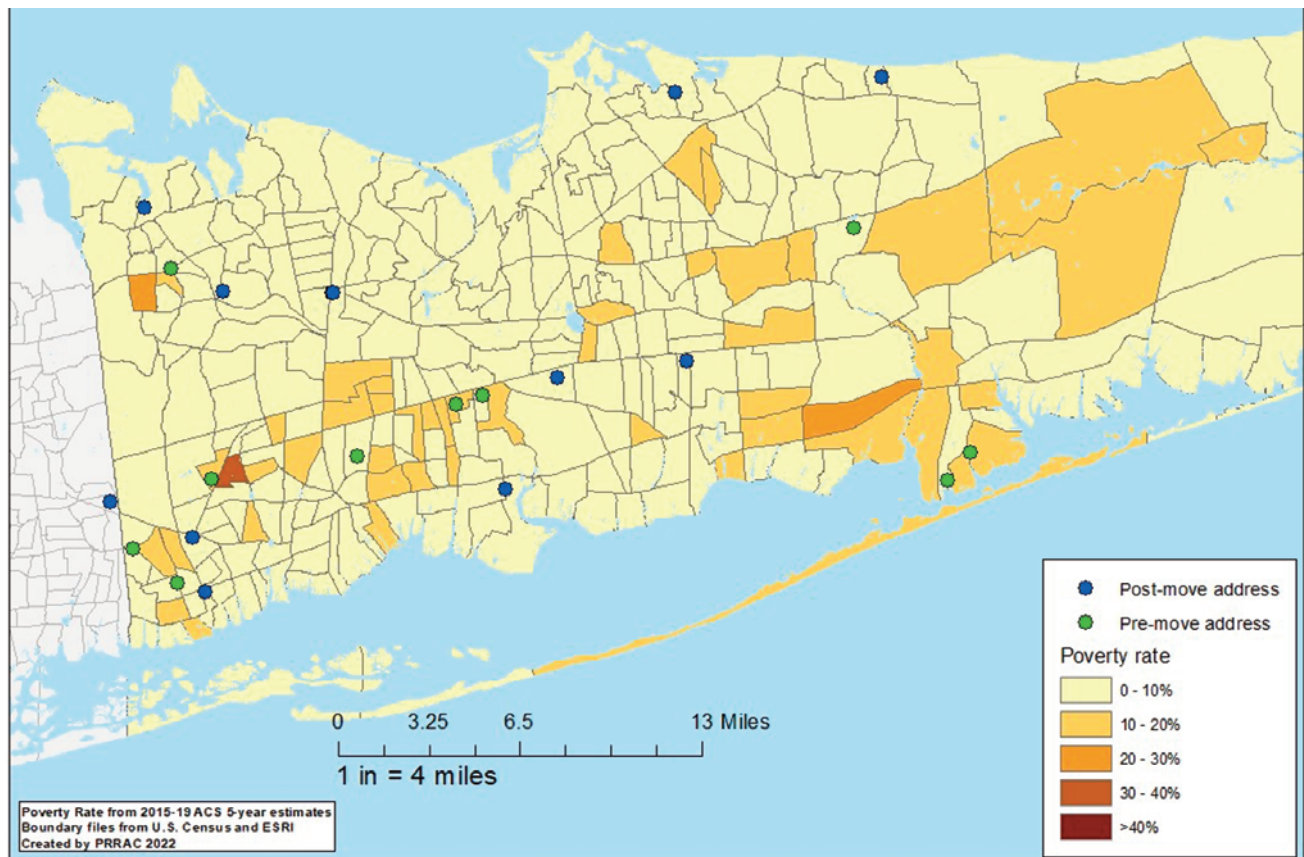 Post-move address
Pre-move address
Poverty rate
0 - 10%
10 - 20%
20 - 30%
30 - 40%
>40%
0 3.25 6.5 13 Miles
1 in = 4 miles
Poverty Rate from 2015-19 ACS 5-year estimates
Boundary files from U.S. Census and ESRI
Created by PRRAC 2022